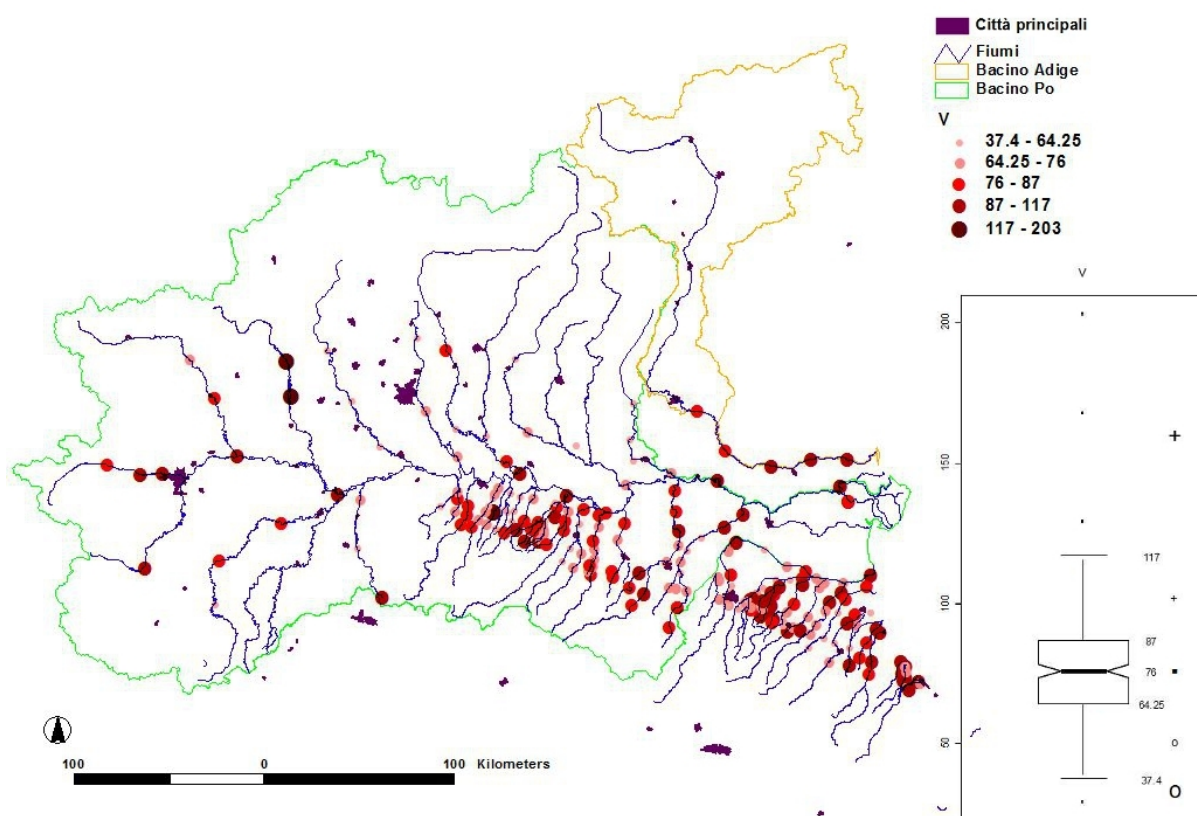 Città principali
Fiumi
Bacino Adige
Bacino Po
V
37.4 - 64.25
64.25 - 76
76 - 87
87 - 117
117 - 203
V
200
150
117
100
87
76
64.25
50
37.4
100 0 100 Kilometers